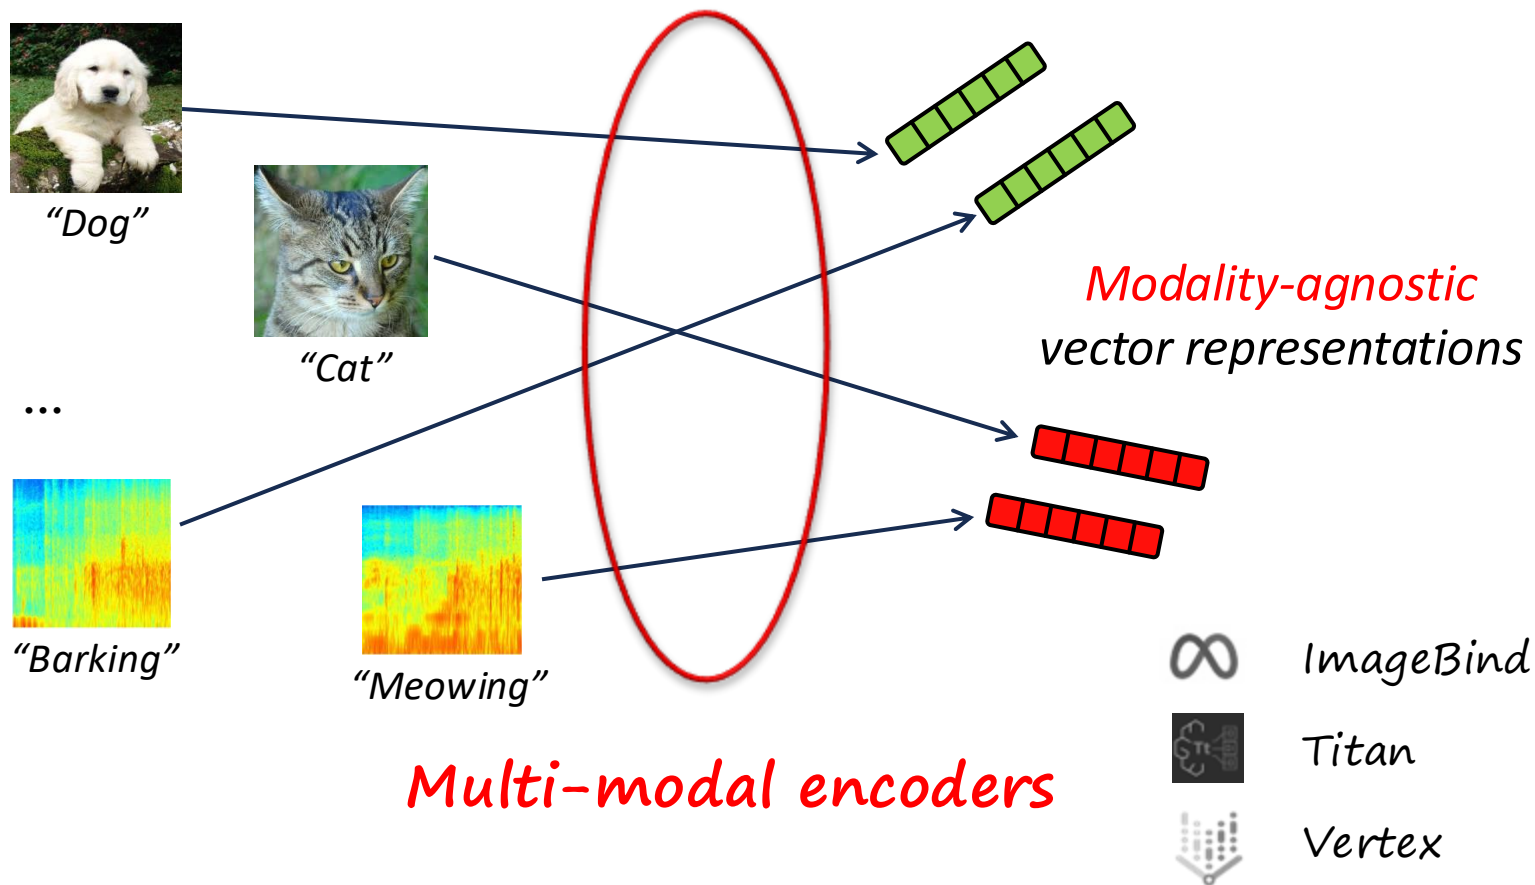 “Dog”
“Cat”
...
“Barking”
“Meowing”
Modality-agnostic
vector representations
Multi-modal encoders
ImageBind
Titan
Vertex